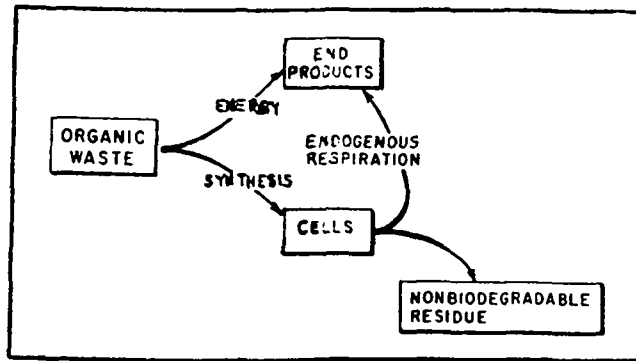 END
PRODUCTS
ENERGY
ORGANIC
WASTE
ENDOGENOUS
RESPIRATION
SYNTHESIS
CELLS
NONBIODEGRADABLE
RESIDUE